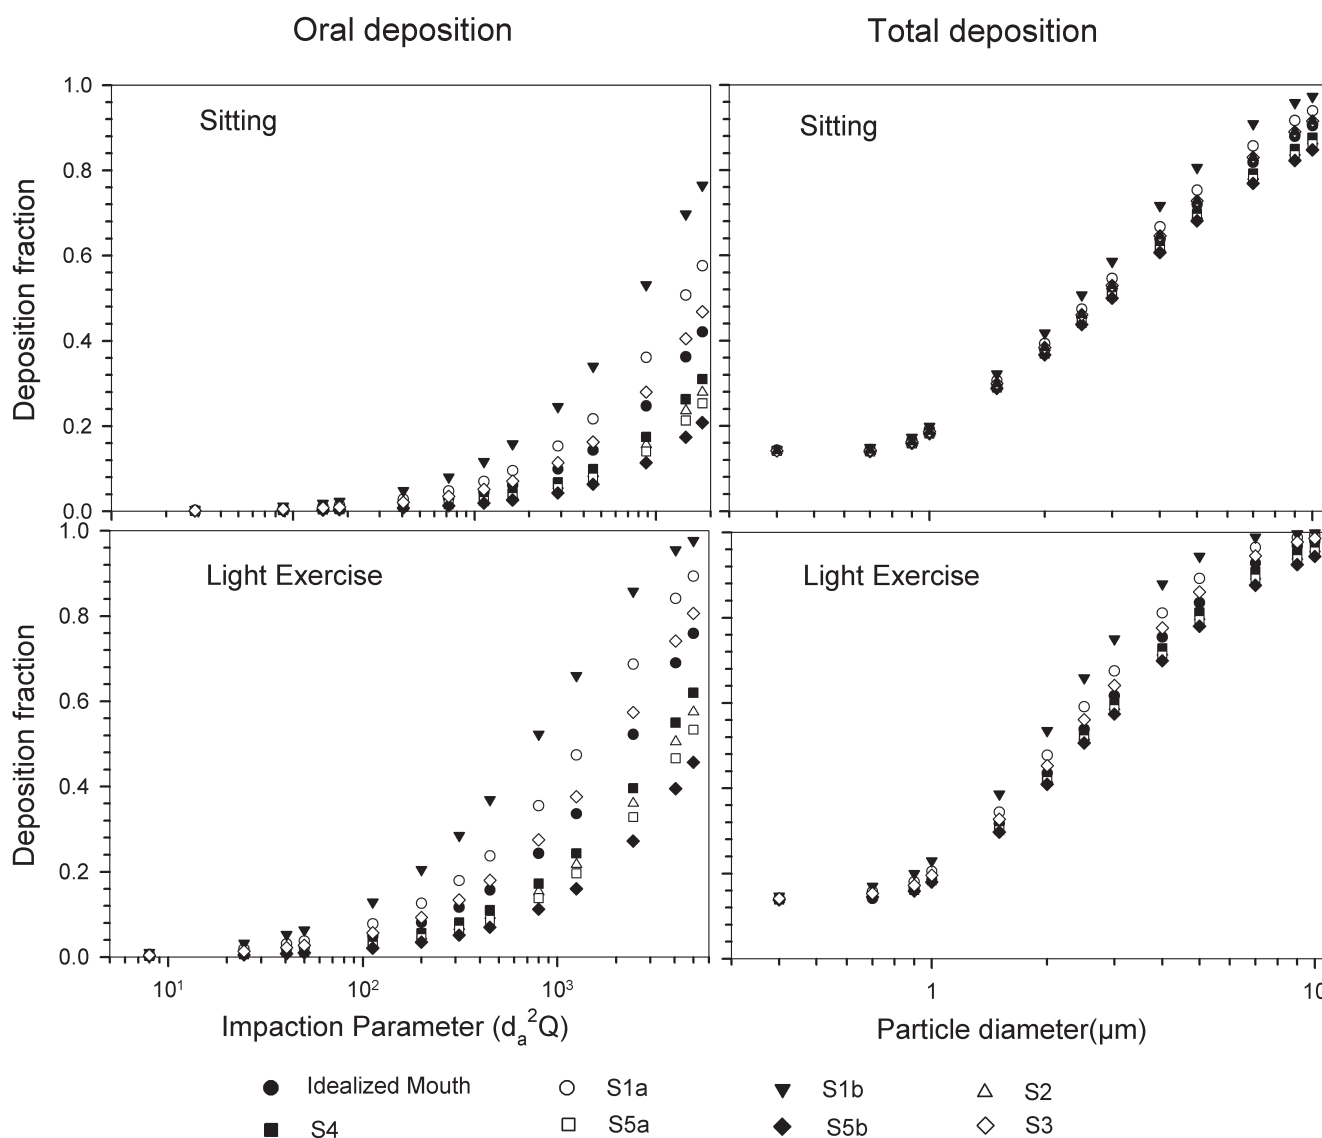 Oral deposition
Total deposition
1.0
0.8
0.6
0.4
0.2
0.0
Deposition fraction
Sitting
Sitting
1.0
0.8
0.6
0.4
0.2
0.0
Deposition fraction
Light Exercise
Light Exercise
10¹ 10² 10³
1 10
Impaction Parameter (dₐ²Q)
Particle diameter(µm)
Idealized Mouth S1a S1b S2
S4 S5a S5b S3